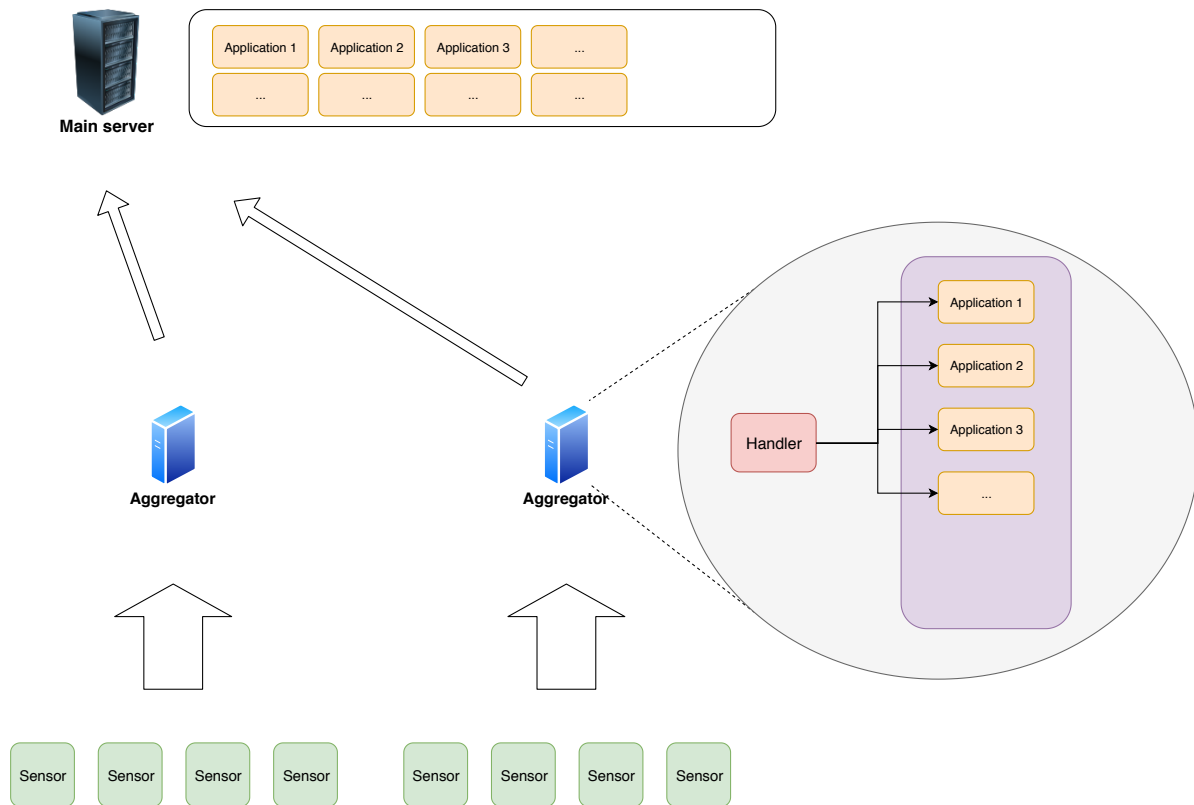 Application 1
Application 2
Application 3
...
...
...
...
...
Main server
Application 1
Application 2
Handler
Application 3
...
Aggregator
Aggregator
Sensor
Sensor
Sensor
Sensor
Sensor
Sensor
Sensor
Sensor